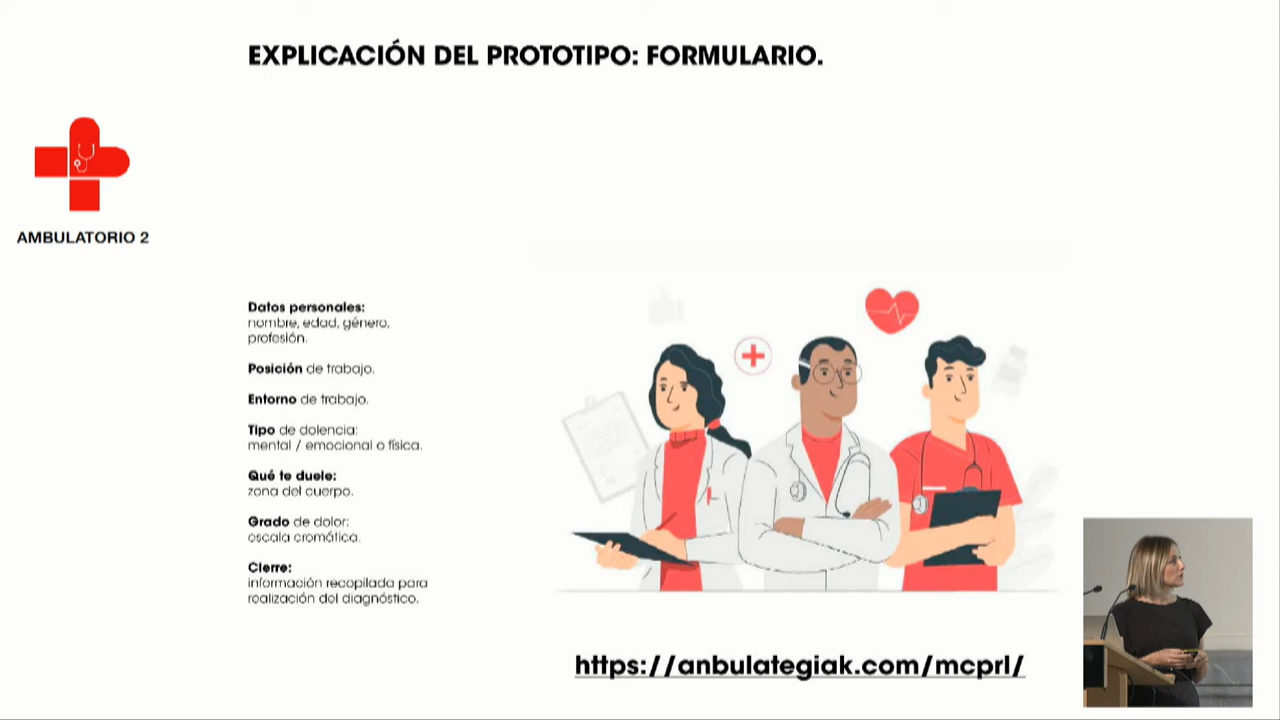 EXPLICACIÓN DEL PROTOTIPO: FORMULARIO.
AMBULATORIO 2
Datos personales:
nombre, edad, género,
profesión.
Posición de trabajo.
Entorno de trabajo.
Tipo de dolencia:
mental / emocional o física.
Qué te duele:
zona del cuerpo.
Grado de dolor:
escala cromática.
Cierre:
información recopilada para
realización del diagnóstico.
https://anbulategiak.com/mcprl/